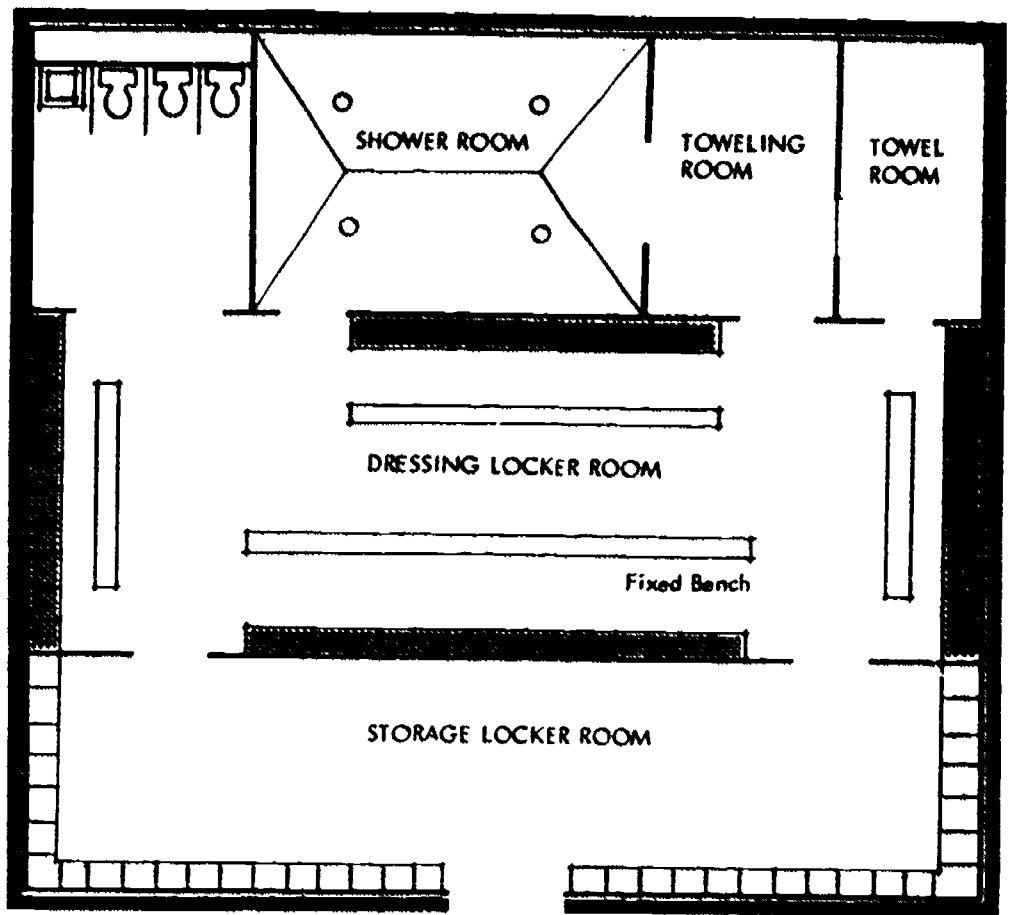 SHOWER ROOM
TOWELING
ROOM
TOWEL
ROOM
DRESSING LOCKER ROOM
Fixed Bench
STORAGE LOCKER ROOM